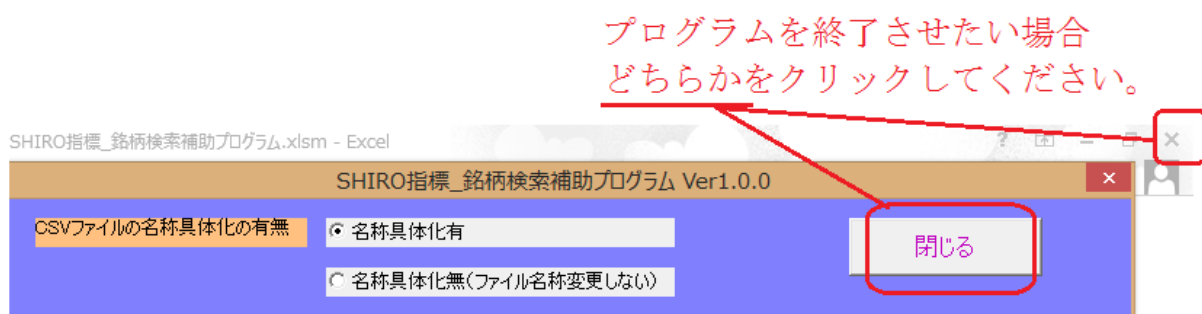 プログラムを終了させたい場合
どちらかをクリックしてください。
SHIRO指標_銘柄検索補助プログラム.xlsm - Excel
SHIRO指標_銘柄検索補助プログラム Ver1.0.0
CSVファイルの名称具体化の有無
名称具体化有
閉じる
名称具体化無(ファイル名称変更しない)